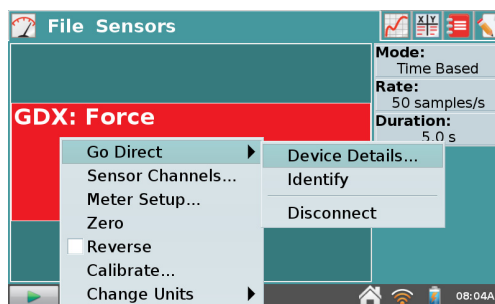 File Sensors
Mode:
Time Based
Rate:
50 samples/s
Duration:
5.0 s
GDX: Force
Go Direct
Device Details...
Sensor Channels...
Identify
Meter Setup...
Zero
Disconnect
Reverse
Calibrate...
Change Units
08:04A